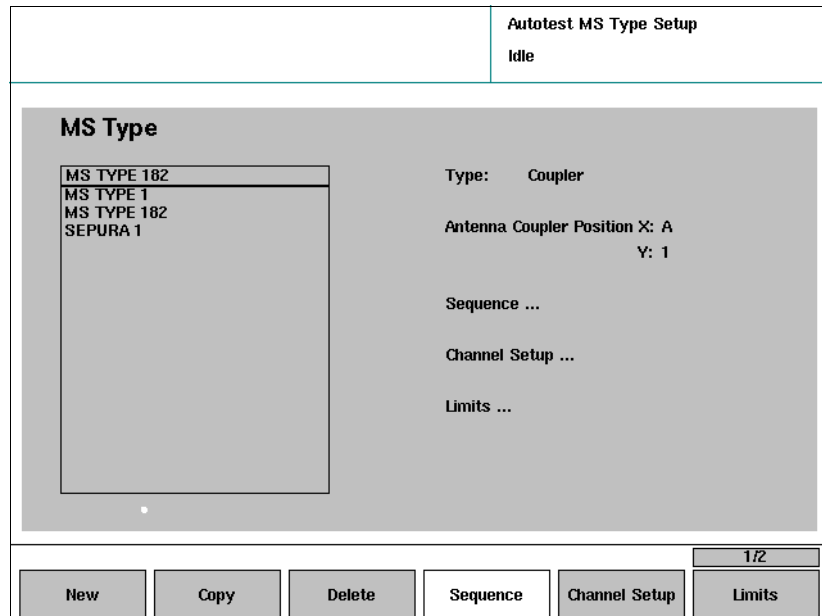 Autotest MS Type Setup
Idle
MS Type
MS TYPE 182
MS TYPE 1
MS TYPE 182
SEPURA 1
Type: Coupler
Antenna Coupler Position X: A
Y: 1
Sequence ...
Channel Setup ...
Limits ...
1/2
New Copy Delete Sequence Channel Setup Limits